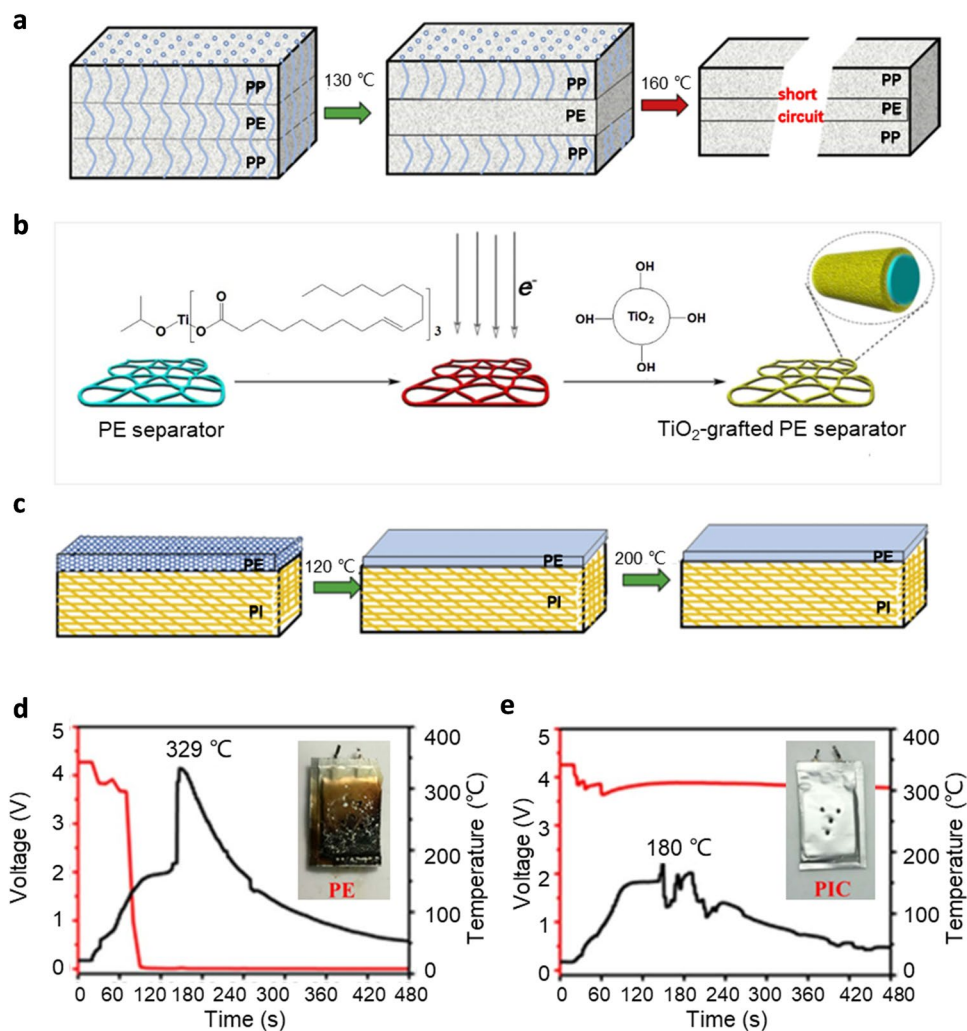 a
PP
PE
PP
130 ℃
PP
PE
PP
160 ℃
short
circuit
PP
PE
PP
b
O
Ti
O
O
3
e⁻
OH
HO
TiO₂
OH
OH
PE separator
TiO₂-grafted PE separator
c
PE
PI
120 ℃
PE
PI
200 ℃
PE
PI
d
329 ℃
PE
Voltage (V)
5
4
3
2
1
0
Temperature (℃)
400
300
200
100
0
0 60 120 180 240 300 360 420 480
Time (s)
e
180 ℃
PIC
Voltage (V)
5
4
3
2
1
0
Temperature (℃)
400
300
200
100
0
0 60 120 180 240 300 360 420 480
Time (s)